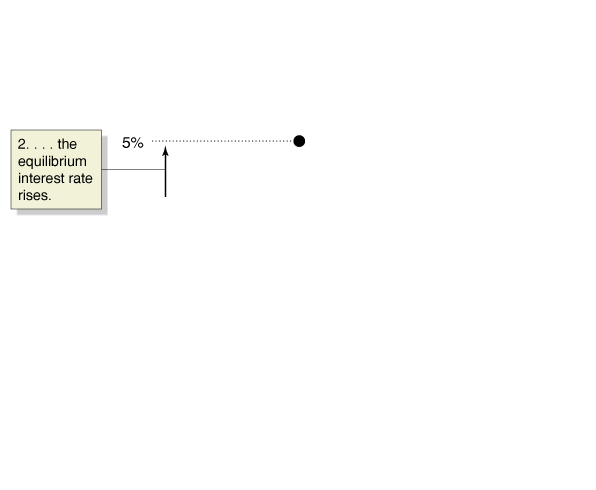 2. . . . the
equilibrium
interest rate
rises.
5%